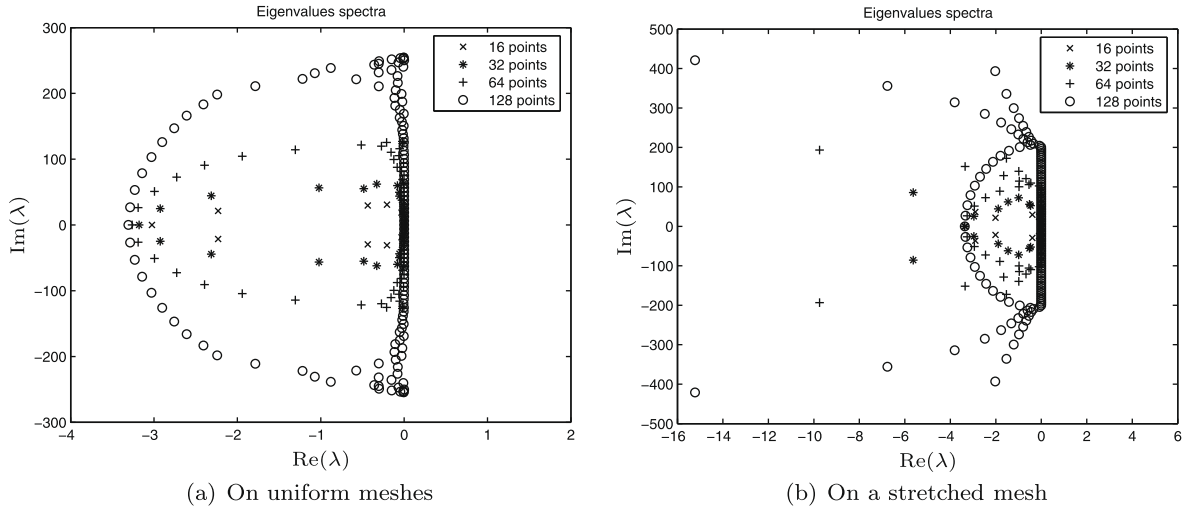 Eigenvalues spectra
300
200
100
0
−100
−200
−300
−4
−3
−2
−1
0
1
2
Im(λ)
Re(λ)
16 points
32 points
64 points
128 points
(a) On uniform meshes
Eigenvalues spectra
500
400
300
200
100
0
−100
−200
−300
−400
−500
−16
−14
−12
−10
−8
−6
−4
−2
0
2
4
6
Im(λ)
Re(λ)
16 points
32 points
64 points
128 points
(b) On a stretched mesh